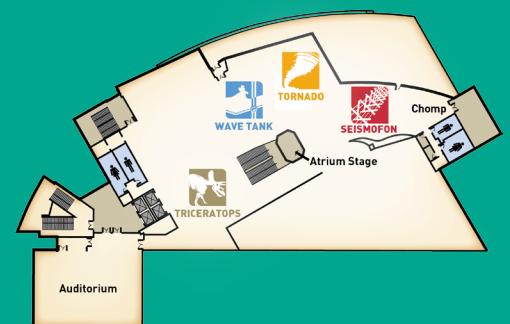 TORNADO
WAVE TANK
SEISMOFON
Chomp
Atrium Stage
TRICERATOPS
Auditorium